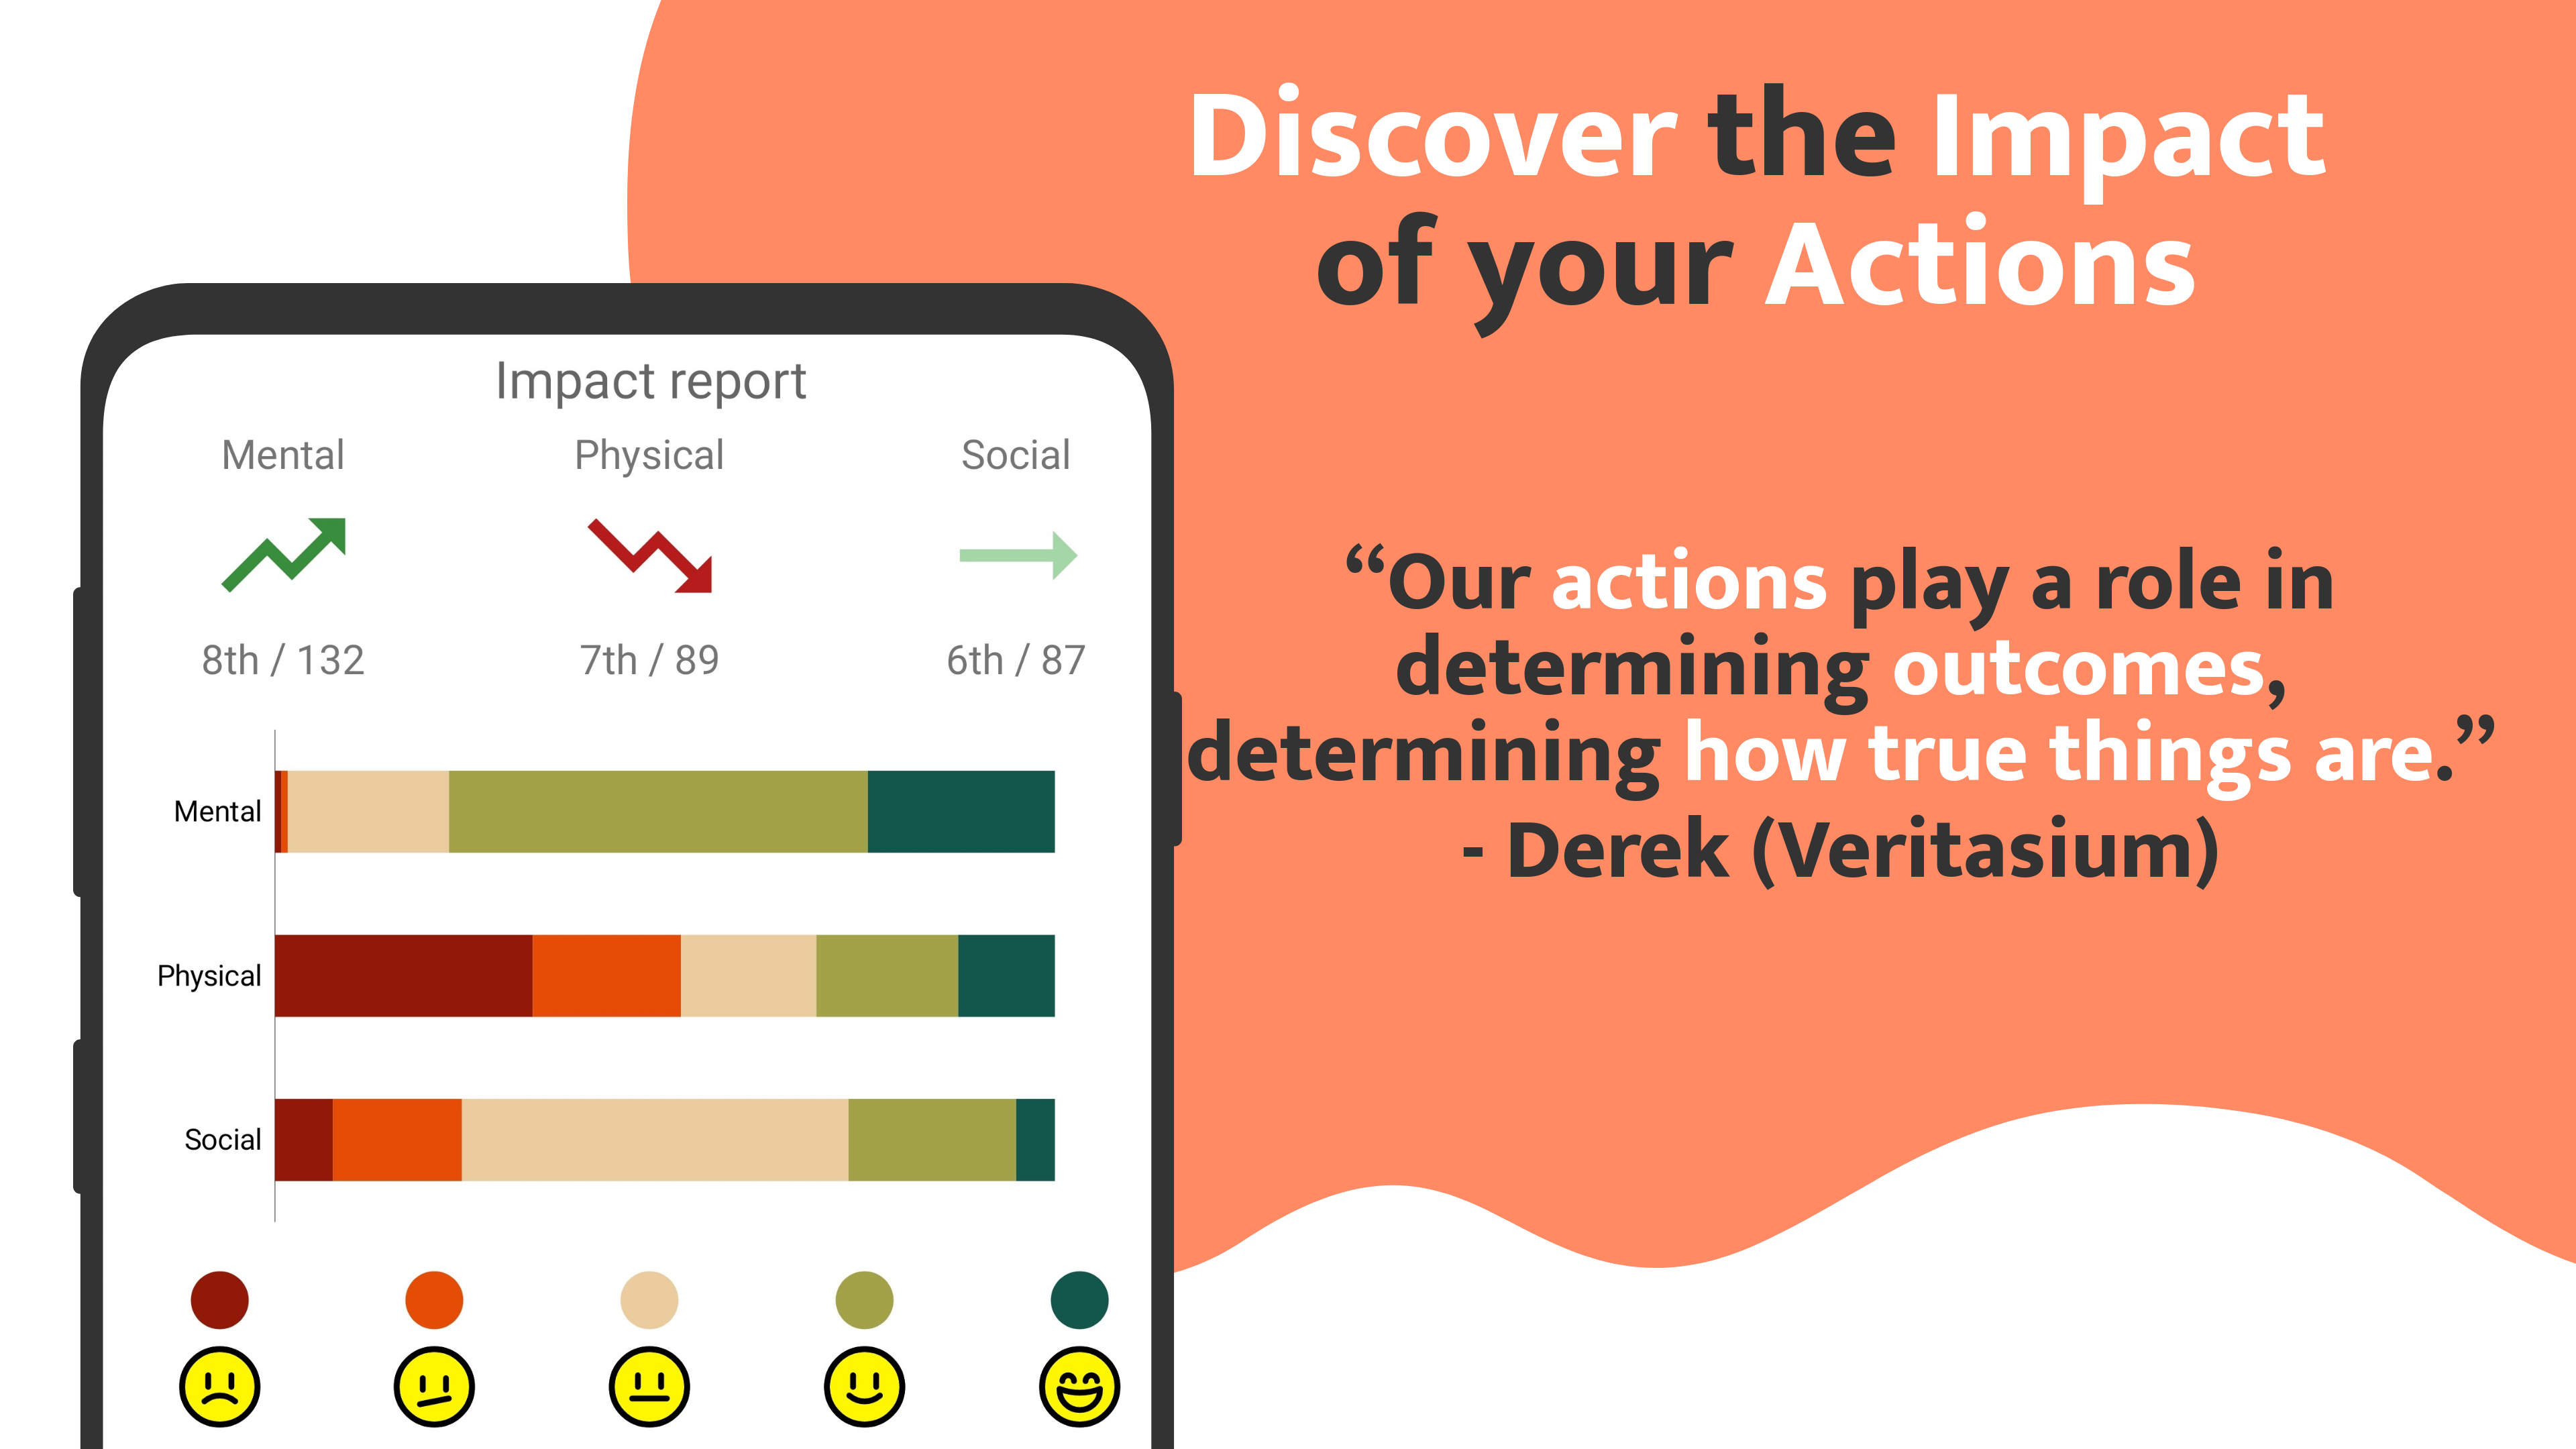 Discover the Impact
of your Actions
Impact report
Mental Physical Social
8th / 132 7th / 89 6th / 87
Mental
Physical
Social
“Our actions play a role in
determining outcomes,
determining how true things are.”
- Derek (Veritasium)